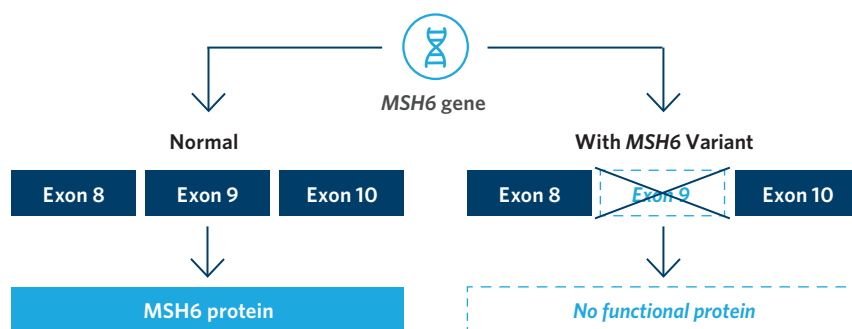 MSH6 gene
Normal
With MSH6 Variant
Exon 8
Exon 9
Exon 10
Exon 8
Exon 9
Exon 10
MSH6 protein
No functional protein